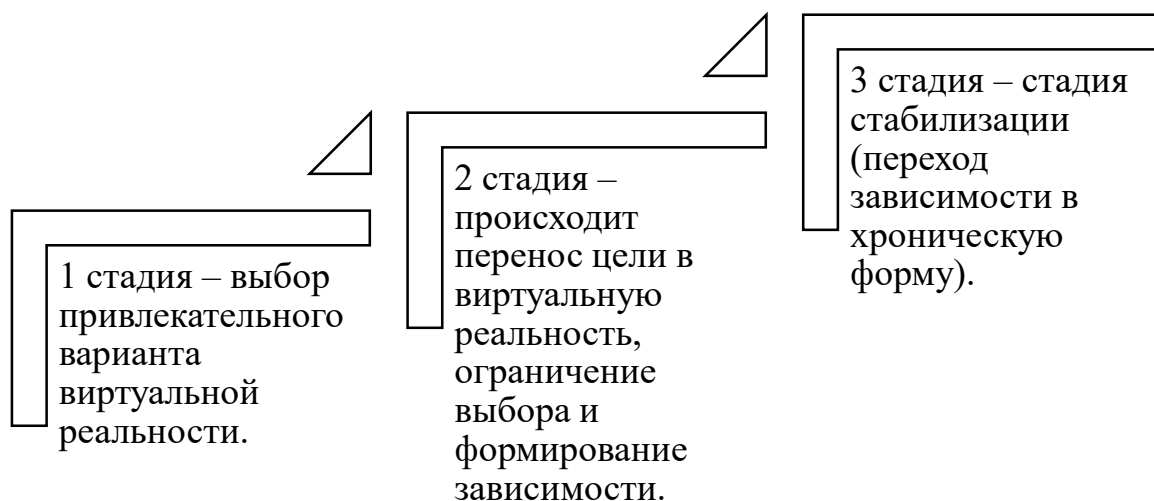 1 стадия – выбор
привлекательного
варианта
виртуальной
реальности.
2 стадия –
происходит
перенос цели в
виртуальную
реальность,
ограничение
выбора и
формирование
зависимости.
3 стадия – стадия
стабилизации
(переход
зависимости в
хроническую
форму).